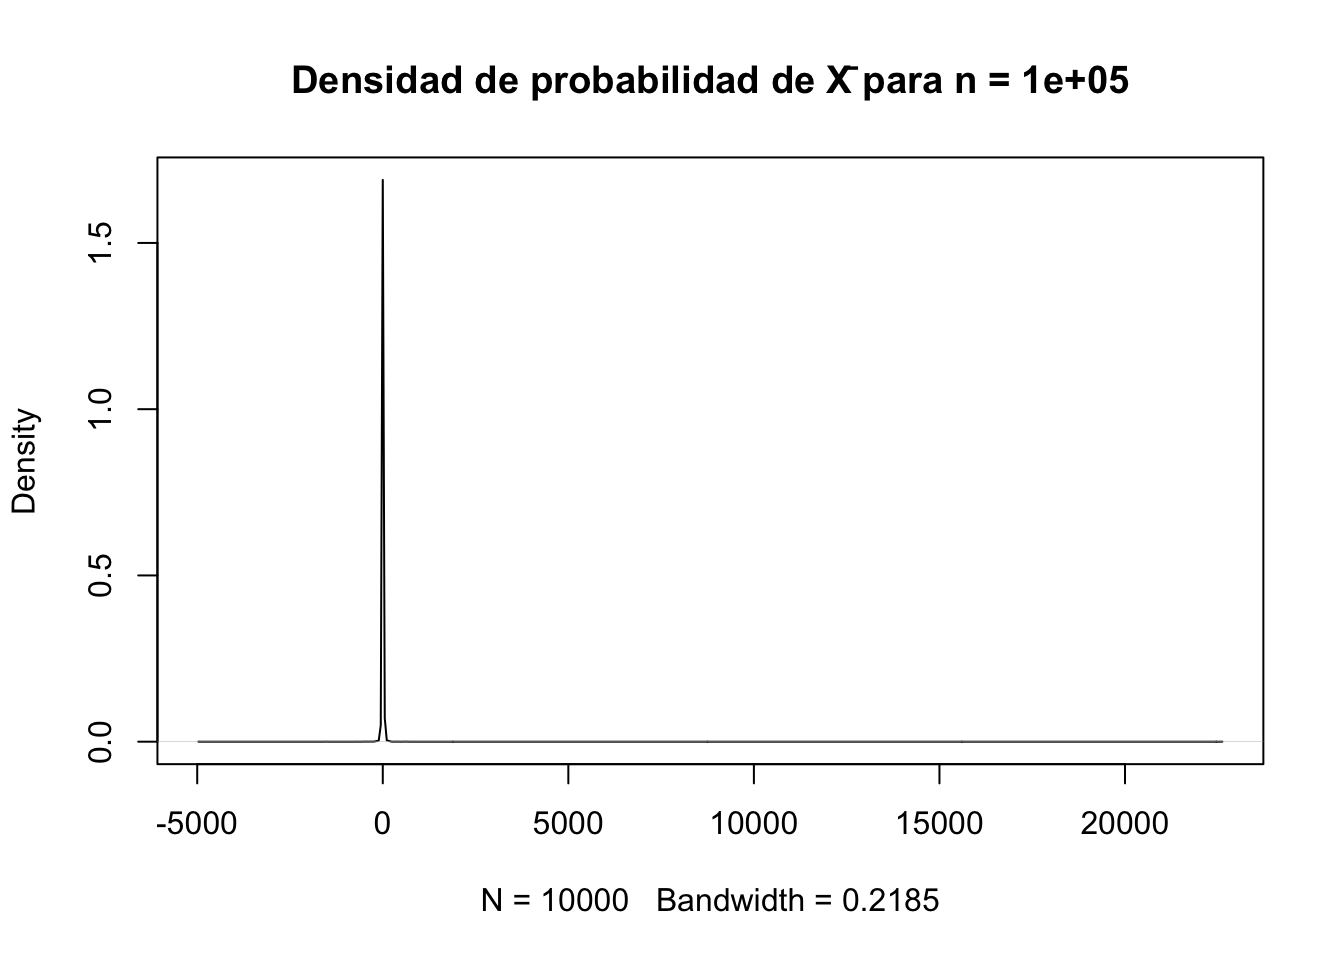 Densidad de probabilidad de X̄ para n = 1e+05
Density
1.5
1.0
0.5
0.0
-5000 0 5000 10000 15000 20000
N = 10000 Bandwidth = 0.2185